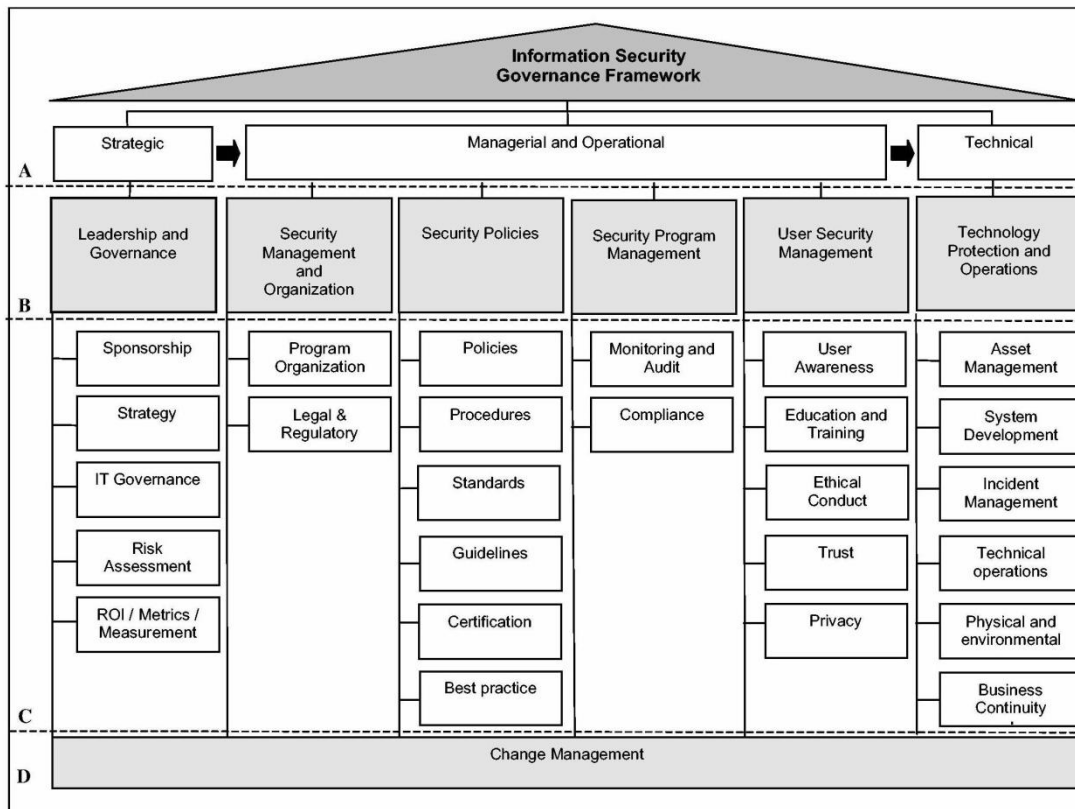 Information Security
Governance Framework
Strategic
Managerial and Operational
Technical
A
Leadership and
Governance
Security
Management
and
Organization
Security Policies
Security Program
Management
User Security
Management
Technology
Protection and
Operations
B
Sponsorship
Strategy
IT Governance
Risk
Assessment
ROI / Metrics /
Measurement
Program
Organization
Legal &
Regulatory
Policies
Procedures
Standards
Guidelines
Certification
Best practice
Monitoring and
Audit
Compliance
User
Awareness
Education and
Training
Ethical
Conduct
Trust
Privacy
Asset
Management
System
Development
Incident
Management
Technical
operations
Physical and
environmental
Business
Continuity
C
Change Management
D